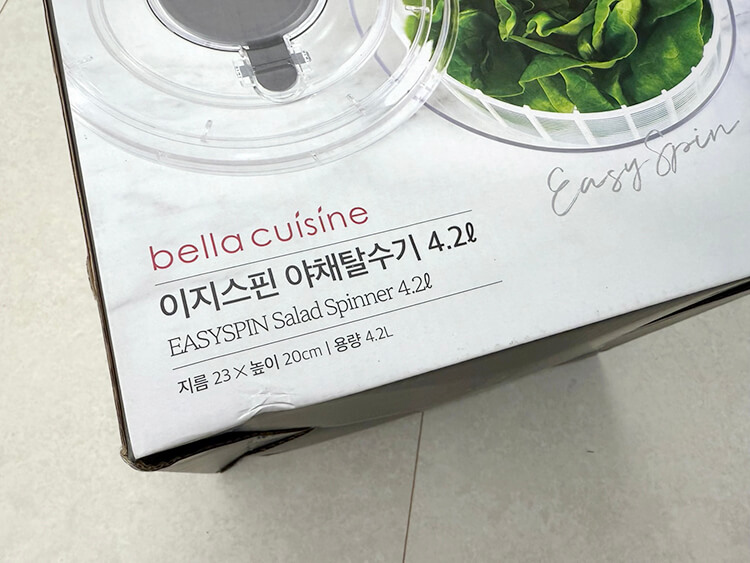 Easy Spin
bella cuisine
이지스핀 야채탈수기 4.2ℓ
EASYSPIN Salad Spinner 4.2ℓ
지름 23 × 높이 20cm | 용량 4.2L